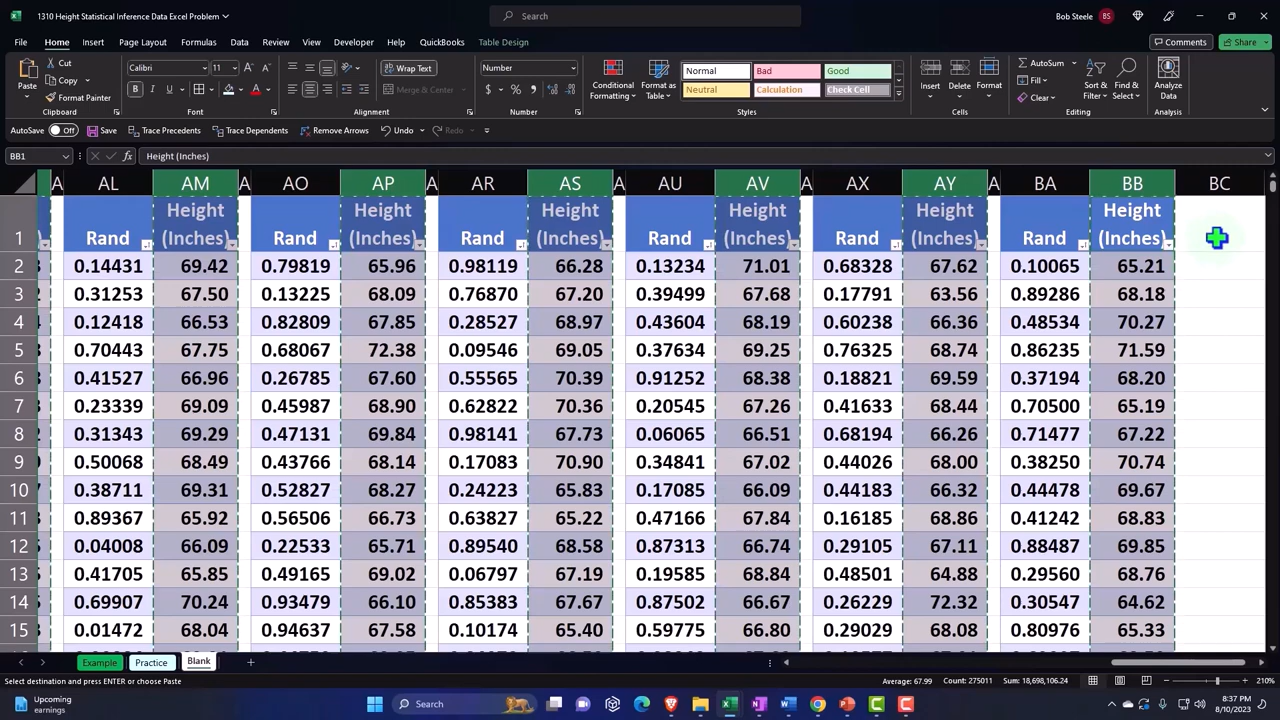 1310 Height Statistical Inference Data Excel Problem
Search
Bob Steele BS
File Home Insert Page Layout Formulas Data Review View Developer Help QuickBooks Table Design
Comments Share
Paste Cut Copy Format Painter Clipboard
Calibri 11 Font
Wrap Text Merge & Center Alignment
Number Number
Conditional Formatting Format as Table
Normal Bad Good
Neutral Calculation Check Cell
Styles
Insert Delete Format Cells
AutoSum Fill Clear Sort & Filter Find & Select Editing
Analyze Data Analysis
AutoSave Off Save Trace Precedents Trace Dependents Remove Arrows Undo Redo
BB1 fx Height (Inches)
A AL AM A AO AP A AR AS A AU AV A AX AY A BA BB BC
1 Rand Height (Inches) Rand Height (Inches) Rand Height (Inches) Rand Height (Inches) Rand Height (Inches) Rand Height (Inches)
2 0.14431 69.42 0.79819 65.96 0.98119 66.28 0.13234 71.01 0.68328 67.62 0.10065 65.21
3 0.31253 67.50 0.13225 68.09 0.76870 67.20 0.39499 67.68 0.17791 63.56 0.89286 68.18
4 0.12418 66.53 0.82809 67.85 0.28527 68.97 0.43604 68.19 0.60238 66.36 0.48534 70.27
5 0.70443 67.75 0.68067 72.38 0.09546 69.05 0.37634 69.25 0.76325 68.74 0.86235 71.59
6 0.41527 66.96 0.26785 67.60 0.55565 70.39 0.91252 68.38 0.18821 69.59 0.37194 68.20
7 0.23339 69.09 0.45987 68.90 0.62822 70.36 0.20545 67.26 0.41633 68.44 0.70500 65.19
8 0.31343 69.29 0.47131 69.84 0.98141 67.73 0.06065 66.51 0.68194 66.26 0.71477 67.22
9 0.50068 68.49 0.43766 68.14 0.17083 70.90 0.34841 67.02 0.44026 68.00 0.38250 70.74
10 0.38711 69.31 0.52827 68.27 0.24223 65.83 0.17085 66.09 0.44183 66.32 0.44478 69.67
11 0.89367 65.92 0.56506 66.73 0.63827 65.22 0.47166 67.84 0.16185 68.86 0.41242 68.83
12 0.04008 66.09 0.22533 65.71 0.89540 68.58 0.87313 66.74 0.29105 67.11 0.88487 69.85
13 0.41705 65.85 0.49165 69.02 0.06797 67.19 0.19585 68.84 0.48501 64.88 0.29560 68.76
14 0.69907 70.24 0.93479 66.10 0.85383 67.67 0.87502 66.67 0.26229 72.32 0.30547 64.62
15 0.01472 68.04 0.94637 67.58 0.10174 65.40 0.59775 66.80 0.29029 68.08 0.80976 65.33
Example Practice Blank
Select destination and press ENTER or choose Paste Average: 67.99 Count: 275011 Sum: 18,698,106.24 210%
Upcoming earnings Search 8:37 PM 8/10/2023